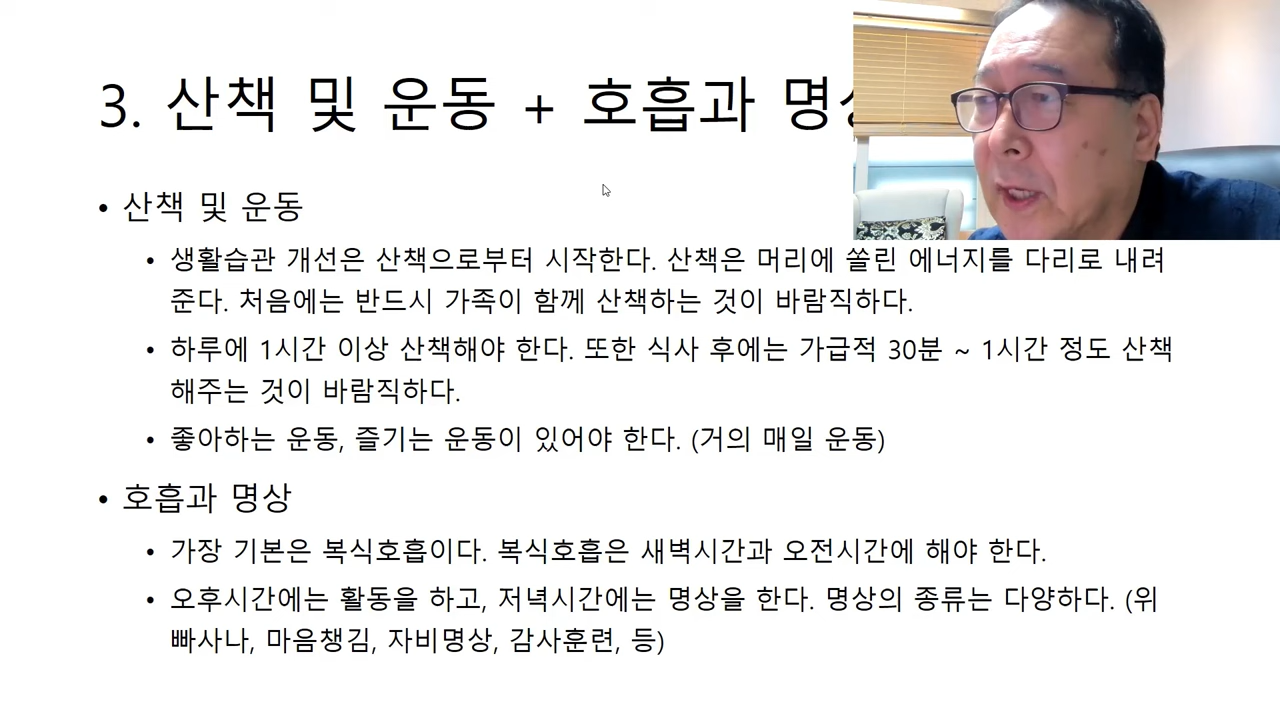 3. 산책 및 운동 + 호흡과
• 산책 및 운동
• 생활습관 개선은 산책으로부터 시작한다. 산책은 머리에 쏠린 에너지를 다리로 내려
준다. 처음에는 반드시 가족이 함께 산책하는 것이 바람직하다.
• 하루에 1시간 이상 산책해야 한다. 또한 식사 후에는 가급적 30분 ~ 1시간 정도 산책
해주는 것이 바람직하다.
• 좋아하는 운동, 즐기는 운동이 있어야 한다. (거의 매일 운동)
• 호흡과 명상
• 가장 기본은 복식호흡이다. 복식호흡은 새벽시간과 오전시간에 해야 한다.
• 오후시간에는 활동을 하고, 저녁시간에는 명상을 한다. 명상의 종류는 다양하다. (위
빠사나, 마음챙김, 자비명상, 감사훈련, 등)